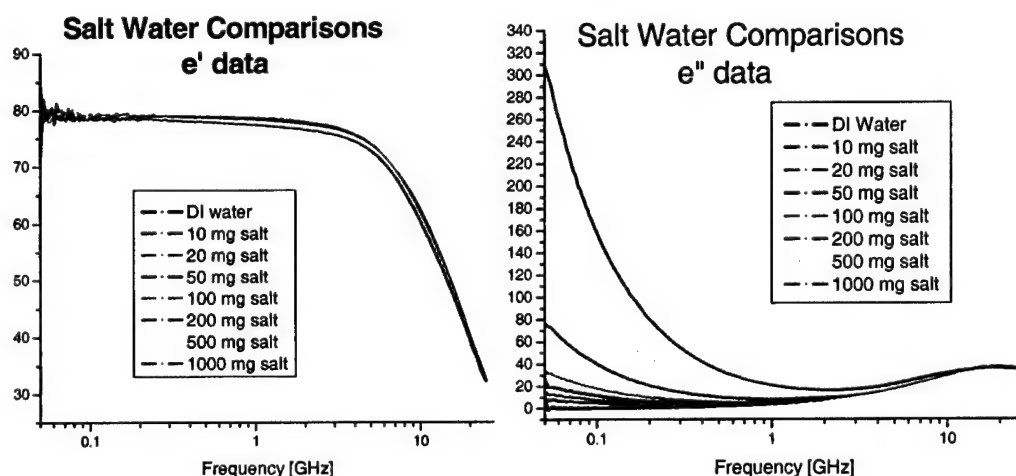 Salt Water Comparisons
e' data
90
80
70
60
50
40
30
DI water
10 mg salt
20 mg salt
50 mg salt
100 mg salt
200 mg salt
500 mg salt
1000 mg salt
0.1
1
10
Frequency [GHz]
Salt Water Comparisons
e" data
340
320
300
280
260
240
220
200
180
160
140
120
100
80
60
40
20
0
DI Water
10 mg salt
20 mg salt
50 mg salt
100 mg salt
200 mg salt
500 mg salt
1000 mg salt
0.1
1
10
Frequency [GHz]